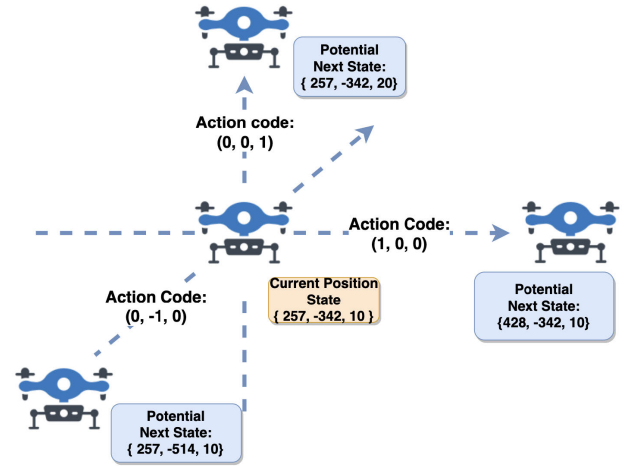 Potential
Next State:
{ 257, -342, 20}
Action code:
(0, 0, 1)
Action Code:
(1, 0, 0)
Current Position
State
{ 257, -342, 10 }
Potential
Next State:
{428, -342, 10}
Action Code:
(0, -1, 0)
Potential
Next State:
{ 257, -514, 10}